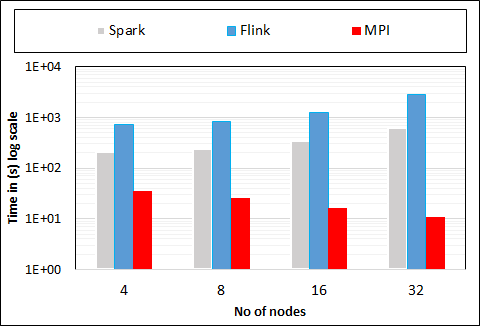 Spark Flink MPI
1E+04
1E+03
1E+02
1E+01
1E+00
Time in (s) log scale
4 8 16 32
No of nodes